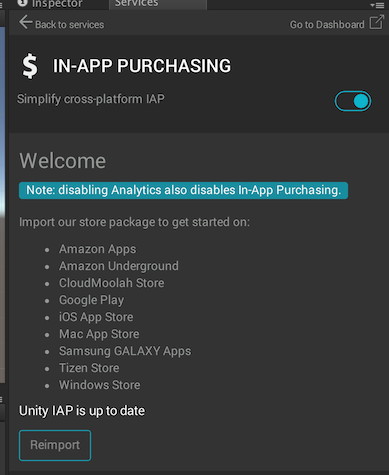 Inspector
Services
Back to services
Go to Dashboard
$ IN-APP PURCHASING
Simplify cross-platform IAP
Welcome
Note: disabling Analytics also disables In-App Purchasing.
Import our store package to get started on:
• Amazon Apps
• Amazon Underground
• CloudMoolah Store
• Google Play
• iOS App Store
• Mac App Store
• Samsung GALAXY Apps
• Tizen Store
• Windows Store
Unity IAP is up to date
Reimport